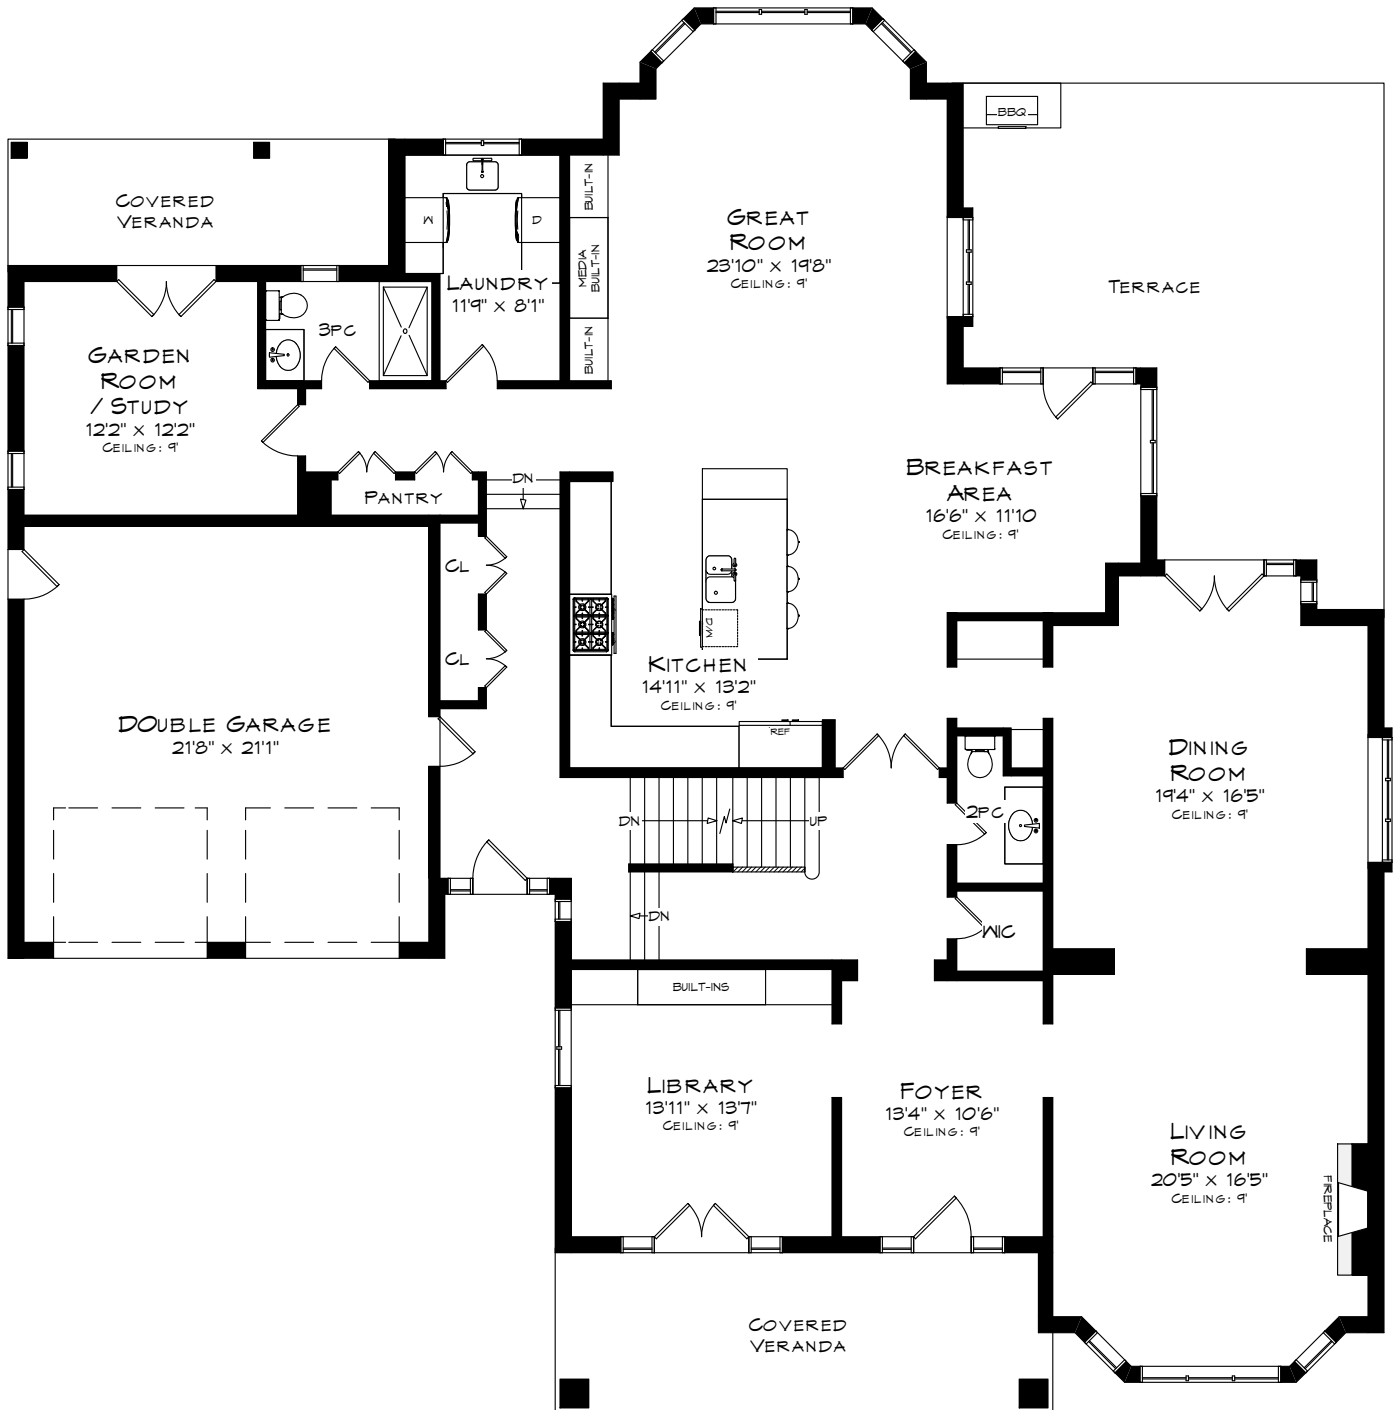 BBQ
COVERED
VERANDA
BUILT-IN
W
D
GREAT
ROOM
23'10" X 19'8"
CEILING: 9'
MEDIA
BUILT-IN
LAUNDRY
11'9" X 8'1"
TERRACE
3PC
BUILT-IN
GARDEN
ROOM
/ STUDY
12'2" X 12'2"
CEILING: 9'
DN
PANTRY
BREAKFAST
AREA
16'6" X 11'10
CEILING: 9'
CL
D/W
CL
KITCHEN
14'11" X 13'2"
CEILING: 9'
DOUBLE GARAGE
21'8" X 21'1"
REF
DINING
ROOM
19'4" X 16'5"
CEILING: 9'
DN
UP
2PC
DN
WIC
BUILT-INS
LIBRARY
13'11" X 13'7"
CEILING: 9'
FOYER
13'4" X 10'6"
CEILING: 9'
LIVING
ROOM
20'5" X 16'5"
CEILING: 9'
FIREPLACE
COVERED
VERANDA